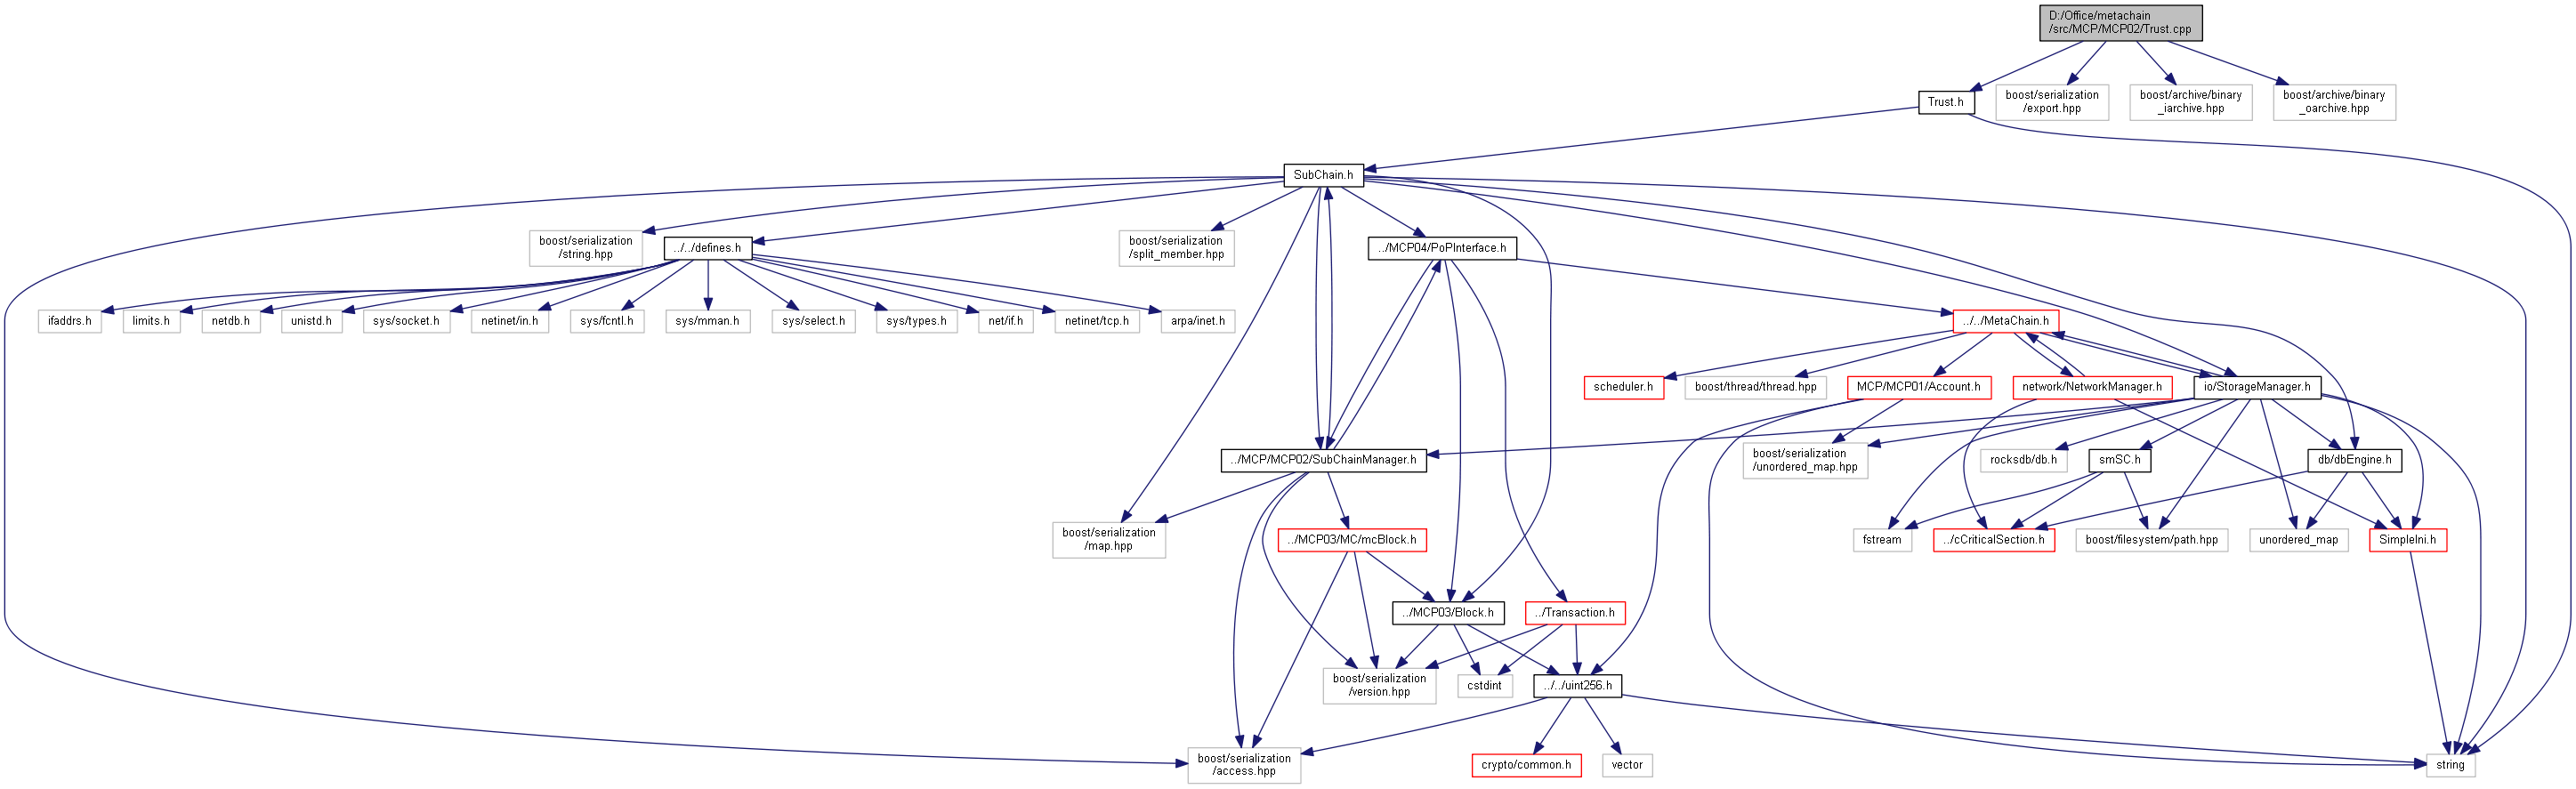 D:/Office/metachain
/src/MCP/MCP02/Trust.cpp
Trust.h
boost/serialization
/export.hpp
boost/archive/binary
_iarchive.hpp
boost/archive/binary
_oarchive.hpp
SubChain.h
boost/serialization
/string.hpp
../../defines.h
boost/serialization
/split_member.hpp
../MCP04/PoPInterface.h
ifaddrs.h
limits.h
netdb.h
unistd.h
sys/socket.h
netinet/in.h
sys/fcntl.h
sys/mman.h
sys/select.h
sys/types.h
net/if.h
netinet/tcp.h
arpa/inet.h
../../MetaChain.h
scheduler.h
boost/thread/thread.hpp
MCP/MCP01/Account.h
network/NetworkManager.h
io/StorageManager.h
../MCP/MCP02/SubChainManager.h
boost/serialization
/unordered_map.hpp
rocksdb/db.h
smSC.h
db/dbEngine.h
boost/serialization
/map.hpp
../MCP03/MC/mcBlock.h
fstream
../cCriticalSection.h
boost/filesystem/path.hpp
unordered_map
SimpleIni.h
../MCP03/Block.h
../Transaction.h
boost/serialization
/version.hpp
cstdint
../../uint256.h
boost/serialization
/access.hpp
crypto/common.h
vector
string